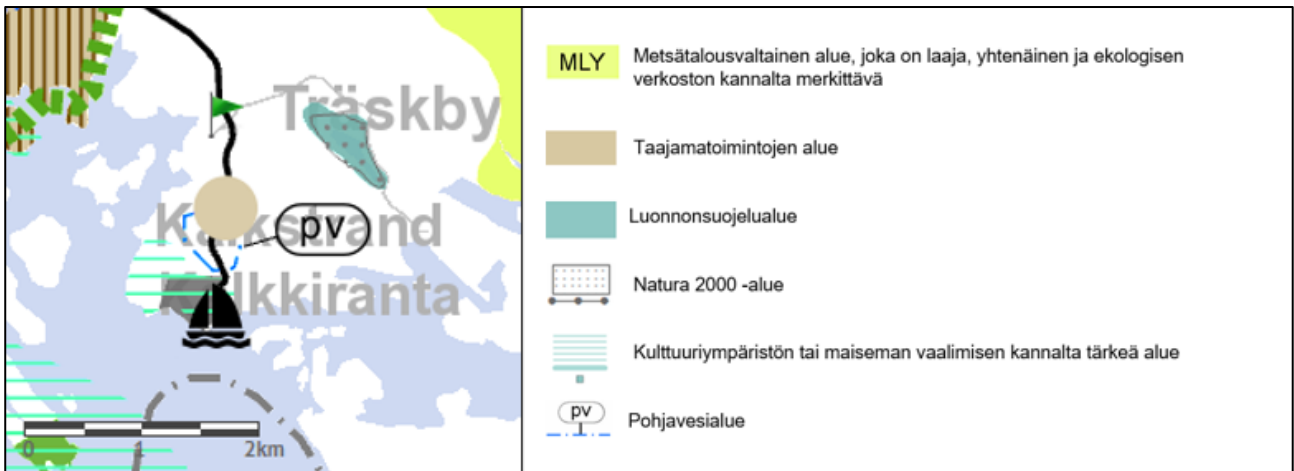 Träskby
Kalkstrand
pv
Kalkkiranta
0 1 2km
MLY
Metsätalousvaltainen alue, joka on laaja, yhtenäinen ja ekologisen
verkoston kannalta merkittävä
Taajamatoimintojen alue
Luonnonsuojelualue
Natura 2000 -alue
Kulttuuriympäristön tai maiseman vaalimisen kannalta tärkeä alue
pv
Pohjavesialue